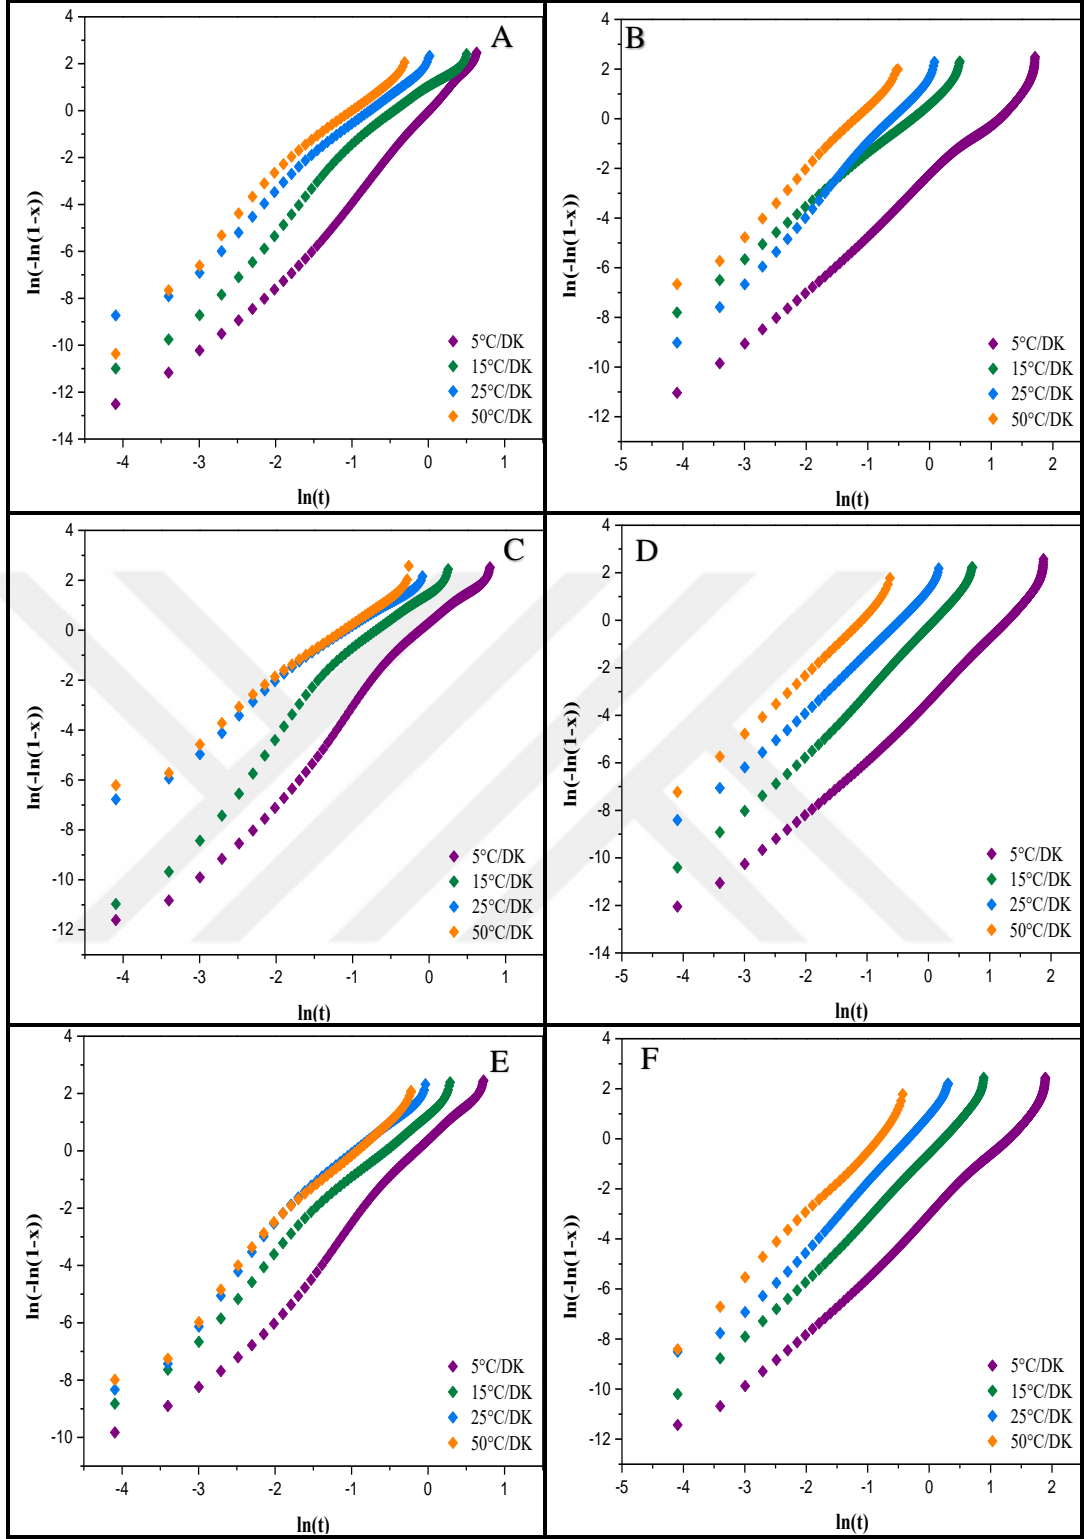 A
ln(-ln(1-x))
4
2
0
-2
-4
-6
-8
-10
-12
-14
5°C/DK
15°C/DK
25°C/DK
50°C/DK
-4 -3 -2 -1 0 1
ln(t)
B
ln(-ln(1-x))
4
2
0
-2
-4
-6
-8
-10
-12
5°C/DK
15°C/DK
25°C/DK
50°C/DK
-5 -4 -3 -2 -1 0 1 2
ln(t)
C
ln(-ln(1-x))
4
2
0
-2
-4
-6
-8
-10
-12
5°C/DK
15°C/DK
25°C/DK
50°C/DK
-4 -3 -2 -1 0 1
ln(t)
D
ln(-ln(1-x))
4
2
0
-2
-4
-6
-8
-10
-12
-14
5°C/DK
15°C/DK
25°C/DK
50°C/DK
-5 -4 -3 -2 -1 0 1 2
ln(t)
E
ln(-ln(1-x))
4
2
0
-2
-4
-6
-8
-10
5°C/DK
15°C/DK
25°C/DK
50°C/DK
-4 -3 -2 -1 0 1
ln(t)
F
ln(-ln(1-x))
4
2
0
-2
-4
-6
-8
-10
-12
5°C/DK
15°C/DK
25°C/DK
50°C/DK
-5 -4 -3 -2 -1 0 1 2
ln(t)